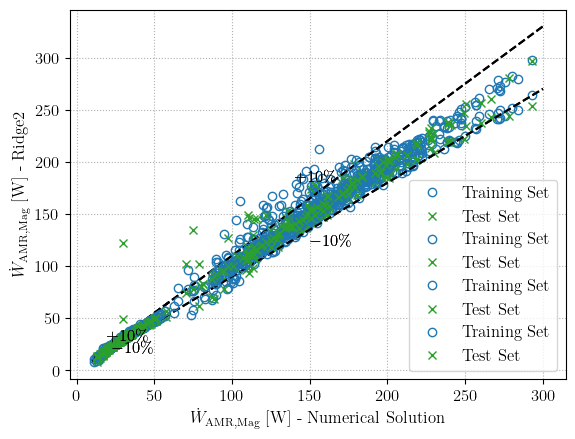 300
250
200
150
100
50
0
Ẇ_AMR,Mag [W] - Ridge2
+10%
−10%
+10%
−10%
Training Set
Test Set
Training Set
Test Set
Training Set
Test Set
Training Set
Test Set
0 50 100 150 200 250 300
Ẇ_AMR,Mag [W] - Numerical Solution